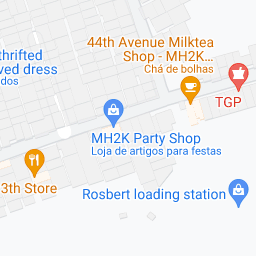 44th Avenue Milktea
Shop - MH2K...
Chá de bolhas
thrifted
ved dress
dos
TGP
MH2K Party Shop
Loja de artigos para festas
3th Store
Rosbert loading station